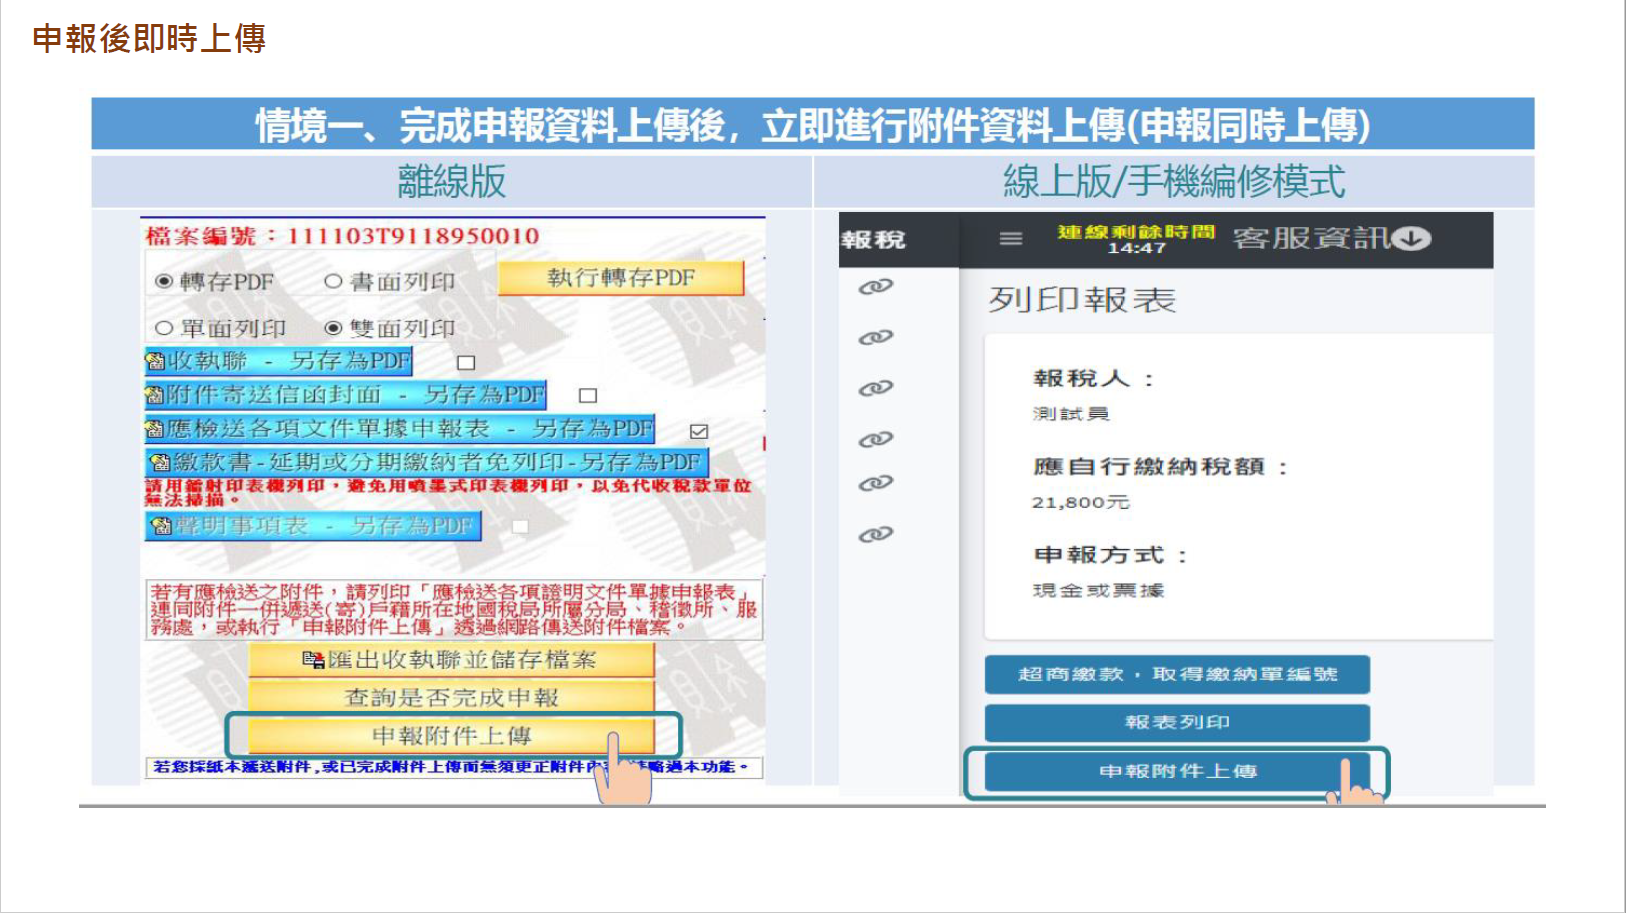 申報後即時上傳
情境一、完成申報資料上傳後，立即進行附件資料上傳(申報同時上傳)
離線版
線上版/手機編修模式
檔案編號：111103T9118950010
轉存PDF
書面列印
執行轉存PDF
單面列印
雙面列印
收執聯 - 另存為PDF
附件寄送信函封面 - 另存為PDF
應檢送各項文件單據申報表 - 另存為PDF
繳款書-延期或分期繳納者免列印-另存為PDF
請用鐳射印表機列印，避免用噴墨式印表機列印，以免代收稅款單位
無法掃描。
聲明事項表 - 另存為PDF
若有應檢送之附件，請列印「應檢送各項證明文件單據申報表」
連同附件一併遞送(寄)戶籍所在地國稅局所屬分局、稽徵所、服
務處，或執行「申報附件上傳」透過網路傳送附件檔案。
匯出收執聯並儲存檔案
查詢是否完成申報
申報附件上傳
若您採紙本遞送附件,或已完成附件上傳而無須更正附件內 略過本功能。
報稅
連線剩餘時間
14:47
客服資訊
列印報表
報稅人：
測試員
應自行繳納稅額：
21,800元
申報方式：
現金或票據
超商繳款，取得繳納單編號
報表列印
申報附件上傳